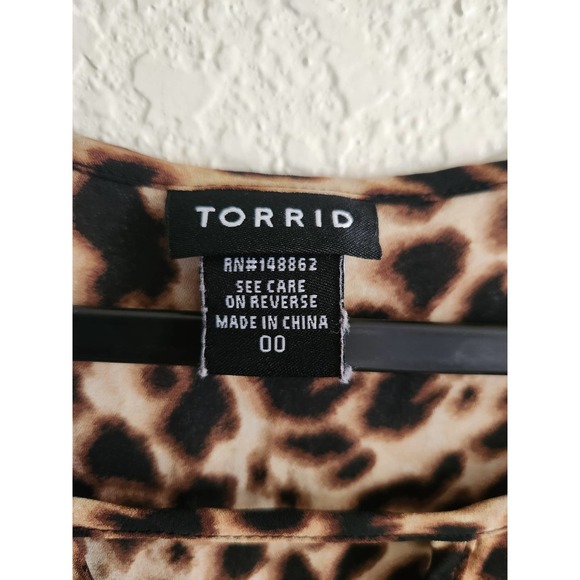 TORRID
RN#148862
SEE CARE
ON REVERSE
MADE IN CHINA
00